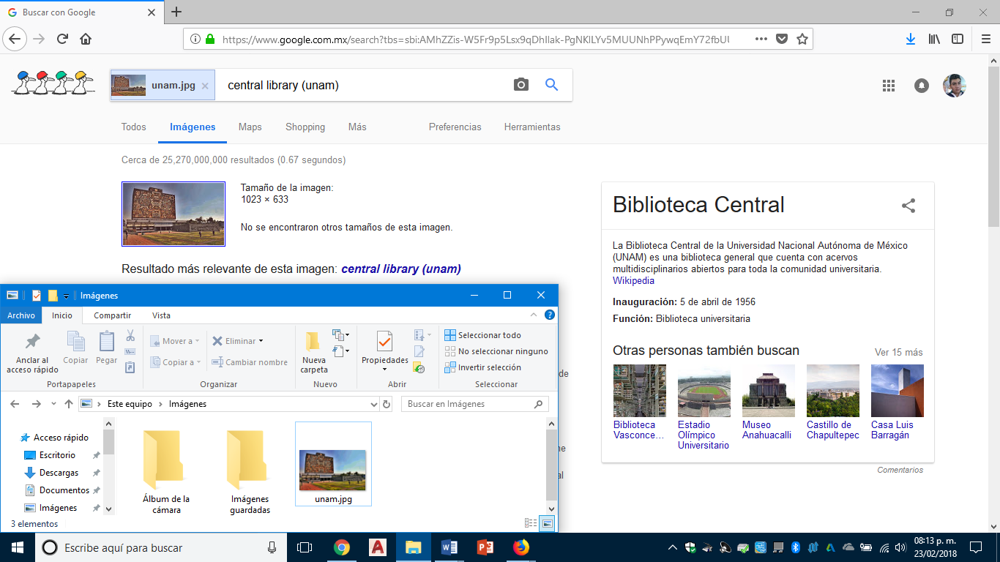 Buscar con Google
https://www.google.com.mx/search?tbs=sbi:AMhZZis-W5Fr9p5Lsx9qDhIlak-PgNKlLYv5MUUNhPPywqEmY72fbUU
unam.jpg
central library (unam)
Todos
Imágenes
Maps
Shopping
Más
Preferencias
Herramientas
Cerca de 25,270,000,000 resultados (0.67 segundos)
Tamaño de la imagen:
1023 × 633
No se encontraron otros tamaños de esta imagen.
Resultado más relevante de esta imagen: central library (unam)
Biblioteca Central
La Biblioteca Central de la Universidad Nacional Autónoma de México
(UNAM) es una biblioteca general que cuenta con acervos
multidisciplinarios abiertos para toda la comunidad universitaria.
Wikipedia
Inauguración: 5 de abril de 1956
Función: Biblioteca universitaria
Otras personas también buscan
Ver 15 más
Biblioteca
Vasconce...
Estadio
Olímpico
Universitario
Museo
Anahuacalli
Castillo de
Chapultepec
Casa Luis
Barragán
Comentarios
Imágenes
Archivo
Inicio
Compartir
Vista
Anclar al
acceso rápido
Copiar
Pegar
Portapapeles
Mover a
Copiar a
Eliminar
Cambiar nombre
Organizar
Nueva
carpeta
Nuevo
Propiedades
Abrir
Seleccionar todo
No seleccionar ninguno
Invertir selección
Seleccionar
de
Este equipo
Imágenes
Buscar en Imágenes
Acceso rápido
Escritorio
Descargas
Documentos
Imágenes
Álbum de la
cámara
Imágenes
guardadas
unam.jpg
ne
al
3 elementos
Escribe aquí para buscar
08:13 p. m.
23/02/2018